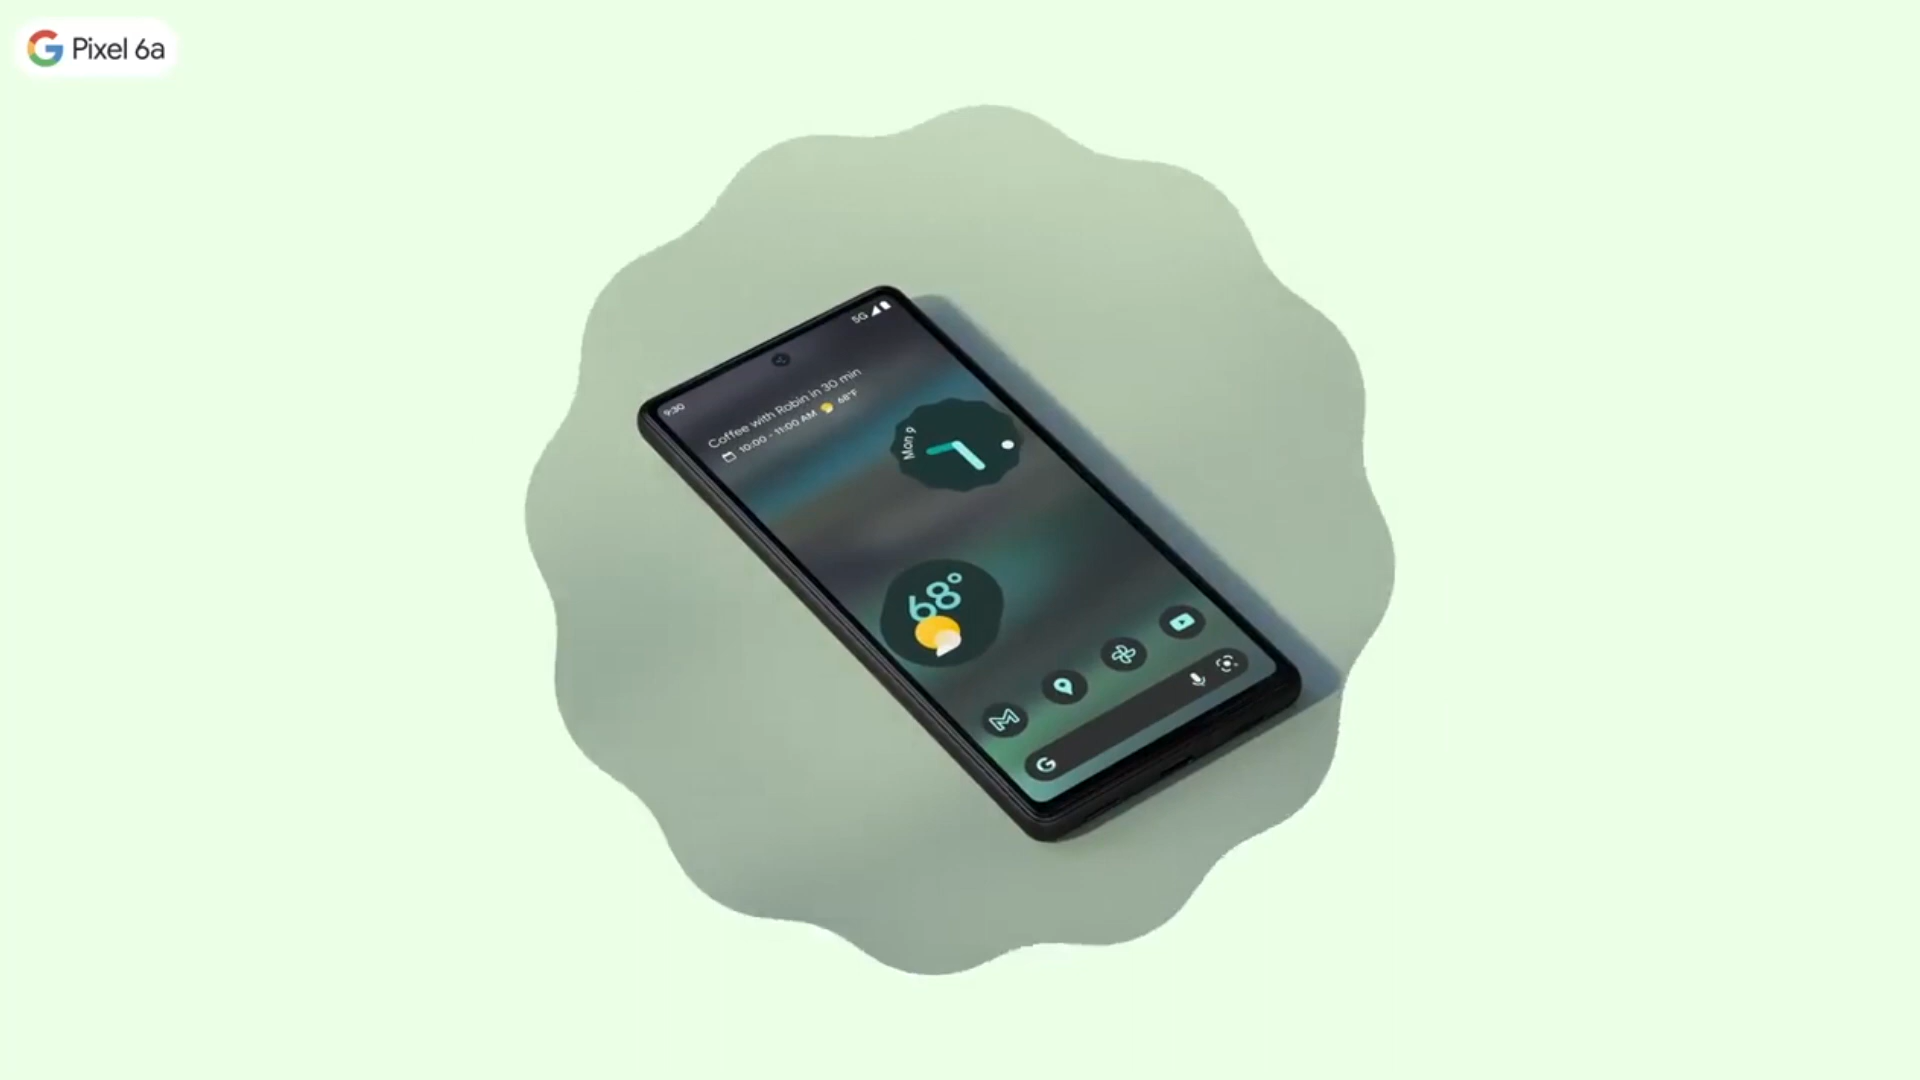 G Pixel 6a
5G
9:30
Coffee with Robin in 30 min
10:00 - 11:00 AM 68°F
Mon 9
68°
G